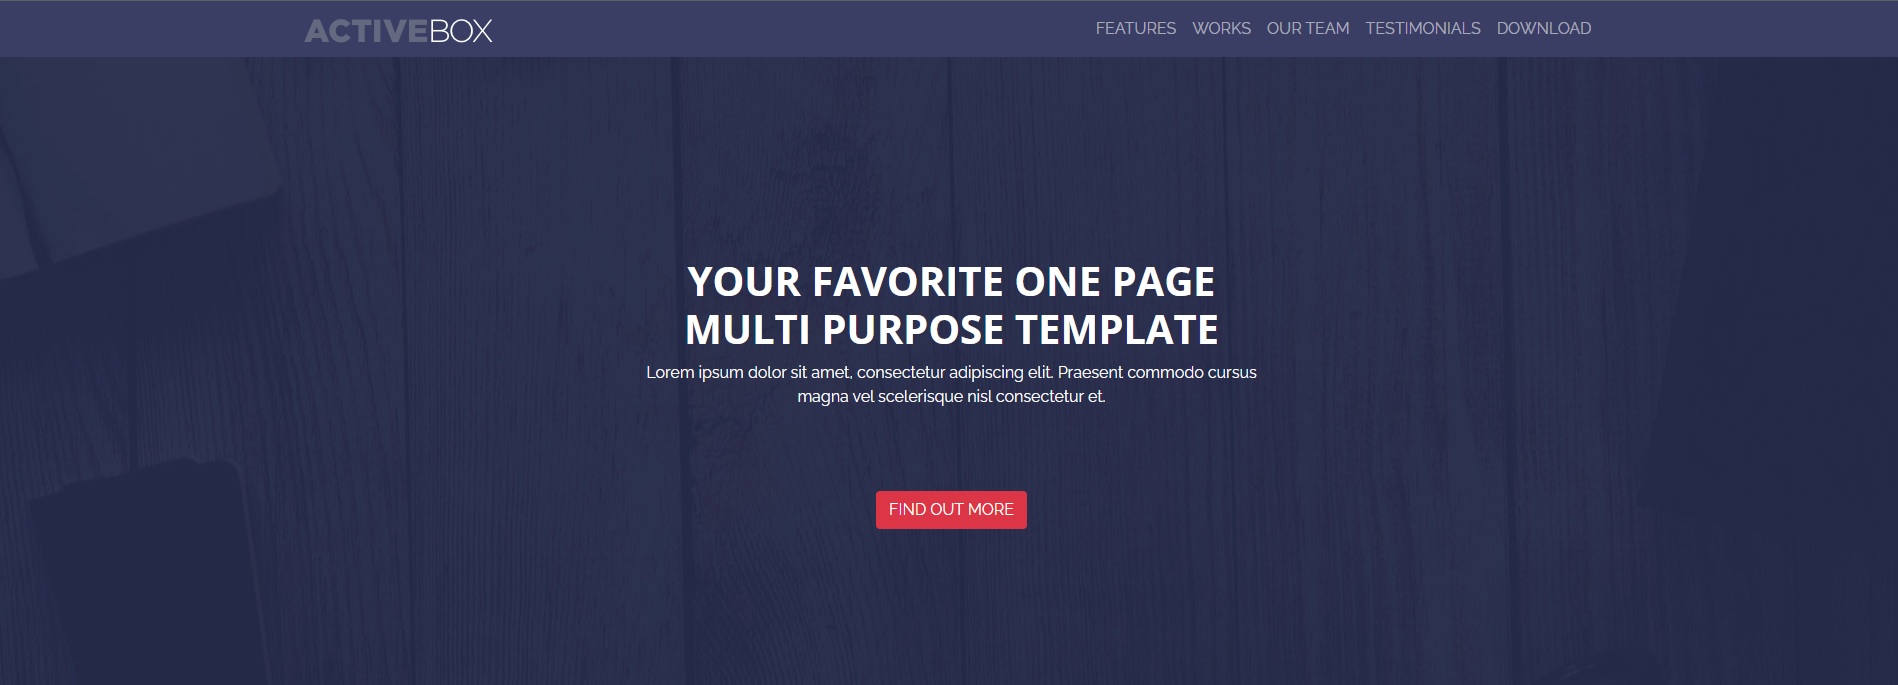 ACTIVEBOX
FEATURES WORKS OUR TEAM TESTIMONIALS DOWNLOAD
YOUR FAVORITE ONE PAGE
MULTI PURPOSE TEMPLATE
Lorem ipsum dolor sit amet, consectetur adipiscing elit. Praesent commodo cursus
magna vel scelerisque nisl consectetur et.
FIND OUT MORE